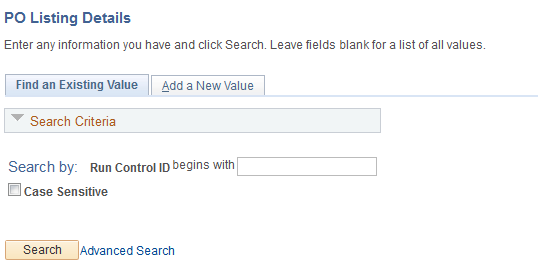 PO Listing Details
Enter any information you have and click Search. Leave fields blank for a list of all values.
Find an Existing Value Add a New Value
Search Criteria
Search by: Run Control ID begins with
Case Sensitive
Search Advanced Search